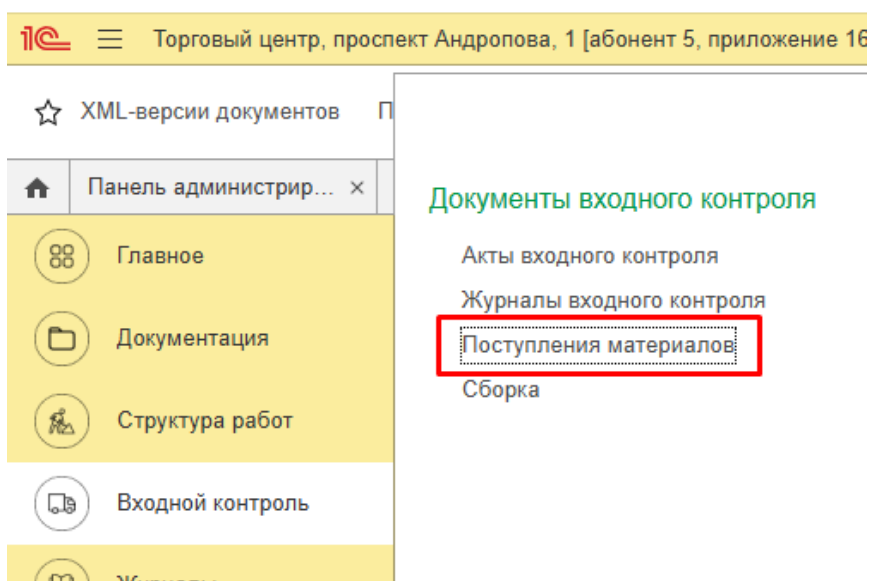 1С Торговый центр, проспект Андропова, 1 [абонент 5, приложение 16
XML-версии документов П
Панель администрир... ×
Главное
Документация
Структура работ
Входной контроль
Журналы
Документы входного контроля
Акты входного контроля
Журналы входного контроля
Поступления материалов
Сборка